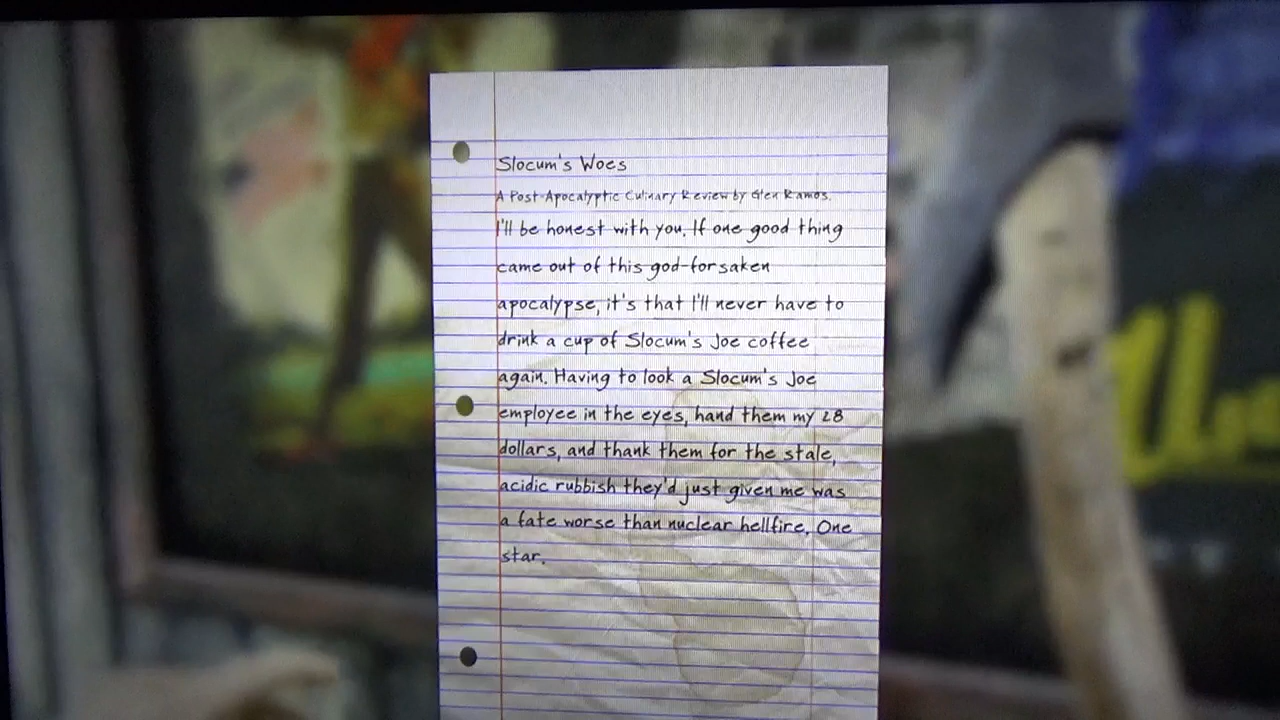 Slocum's Woes
A Post-Apocalyptic Culinary Review by Glen Ramos.
I'll be honest with you. If one good thing
came out of this god-forsaken
apocalypse, it's that I'll never have to
drink a cup of Slocum's Joe coffee
again. Having to look a Slocum's Joe
employee in the eyes, hand them my 28
dollars, and thank them for the stale,
acidic rubbish they'd just given me was
a fate worse than nuclear hellfire. One
star.